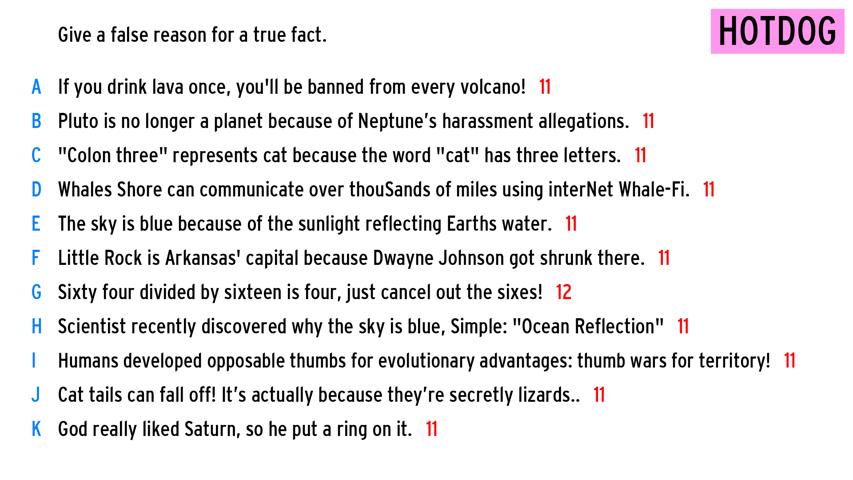 Give a false reason for a true fact.
HOTDOG
A If you drink lava once, you'll be banned from every volcano! 11
B Pluto is no longer a planet because of Neptune’s harassment allegations. 11
C "Colon three" represents cat because the word "cat" has three letters. 11
D Whales Shore can communicate over thouSands of miles using interNet Whale-Fi. 11
E The sky is blue because of the sunlight reflecting Earths water. 11
F Little Rock is Arkansas' capital because Dwayne Johnson got shrunk there. 11
G Sixty four divided by sixteen is four, just cancel out the sixes! 12
H Scientist recently discovered why the sky is blue, Simple: "Ocean Reflection" 11
I Humans developed opposable thumbs for evolutionary advantages: thumb wars for territory! 11
J Cat tails can fall off! It’s actually because they’re secretly lizards.. 11
K God really liked Saturn, so he put a ring on it. 11